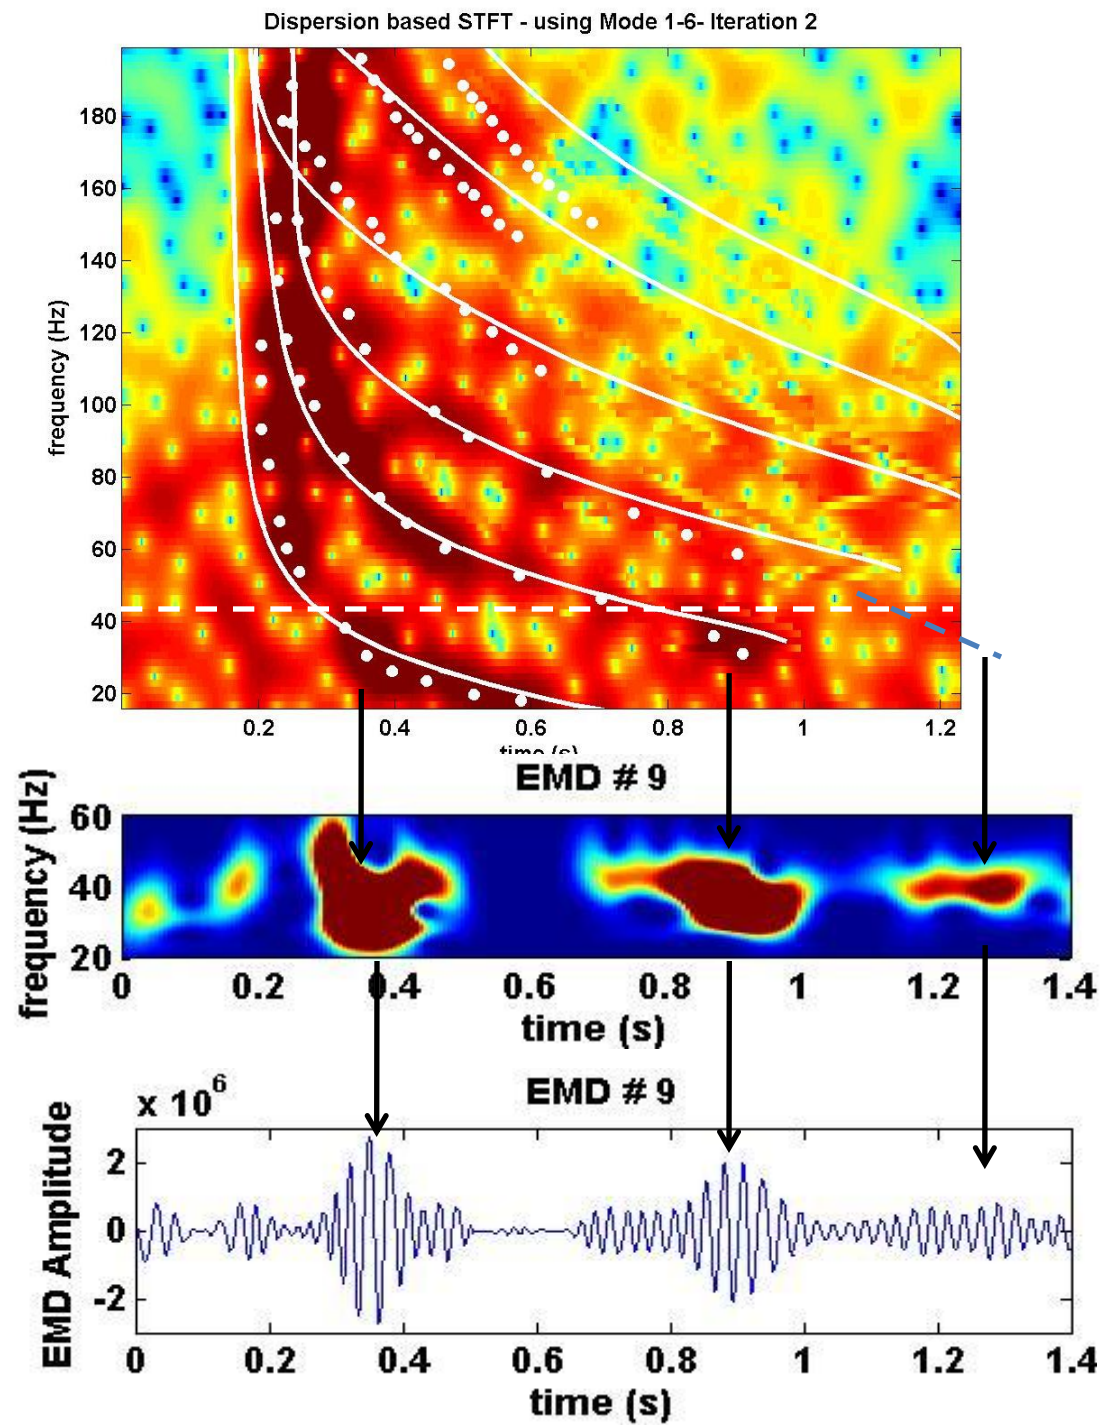 Dispersion based STFT - using Mode 1-6- Iteration 2
frequency (Hz)
180
160
140
120
100
80
60
40
20
0.2 0.4 0.6 0.8 1 1.2
time (s)
EMD # 9
frequency (Hz)
60
40
20
0 0.2 0.4 0.6 0.8 1 1.2 1.4
time (s)
EMD # 9
x 10^6
EMD Amplitude
2
0
-2
0 0.2 0.4 0.6 0.8 1 1.2 1.4
time (s)